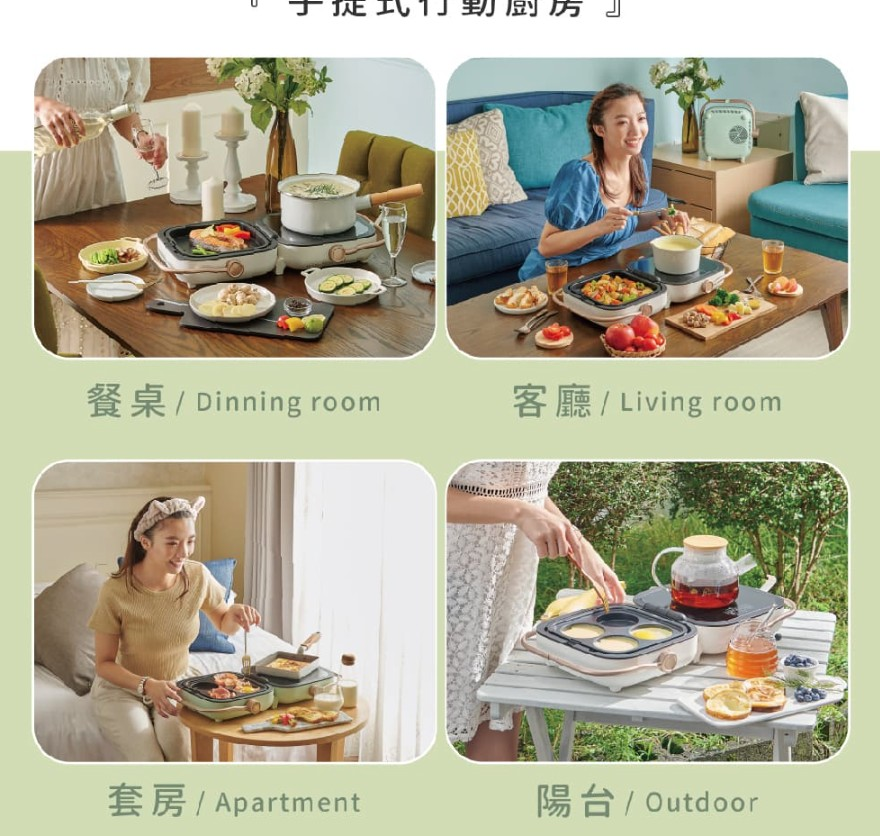 『手提式行動廚房』
餐桌 / Dinning room
客廳 / Living room
套房 / Apartment
陽台 / Outdoor